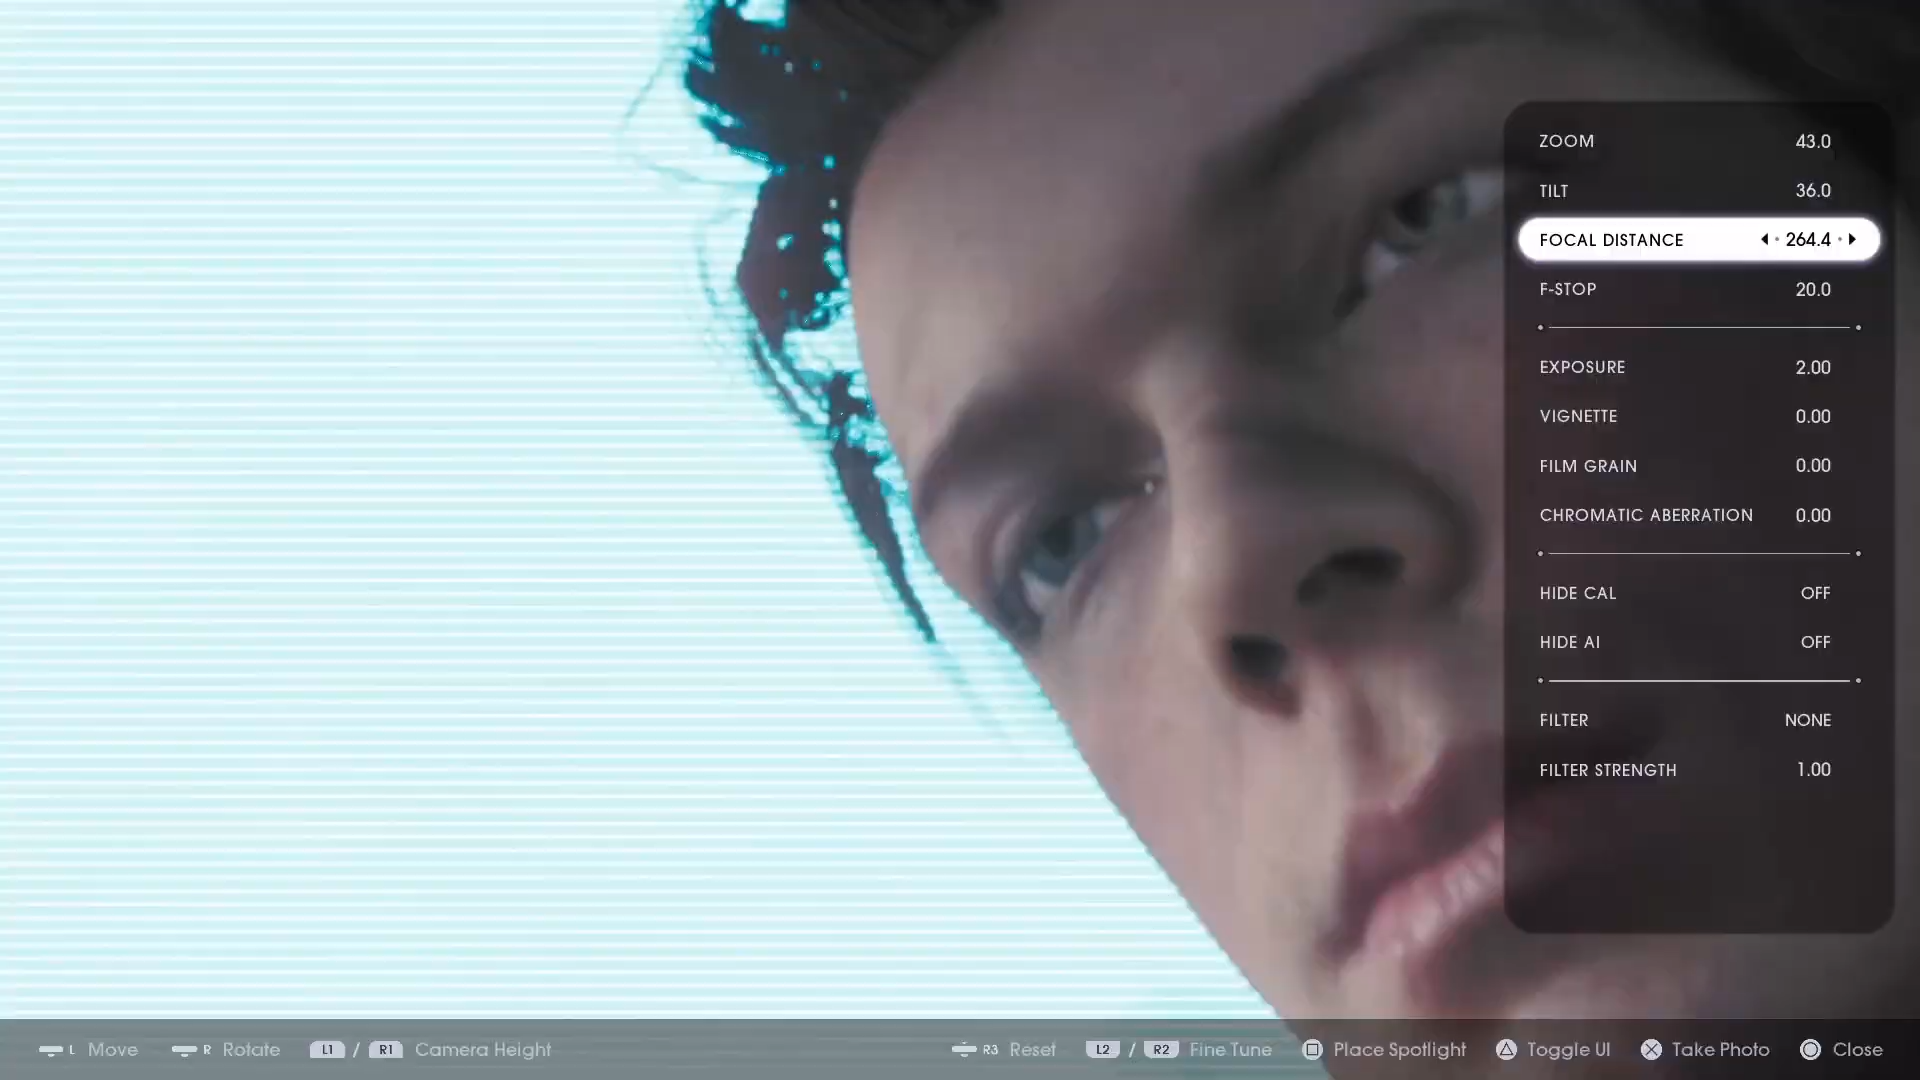 ZOOM 43.0
TILT 36.0
FOCAL DISTANCE 264.4
F-STOP 20.0
EXPOSURE 2.00
VIGNETTE 0.00
FILM GRAIN 0.00
CHROMATIC ABERRATION 0.00
HIDE CAL OFF
HIDE AI OFF
FILTER NONE
FILTER STRENGTH 1.00
L Move R Rotate L1 / R1 Camera Height R3 Reset L2 / R2 Fine Tune Place Spotlight Toggle UI Take Photo Close